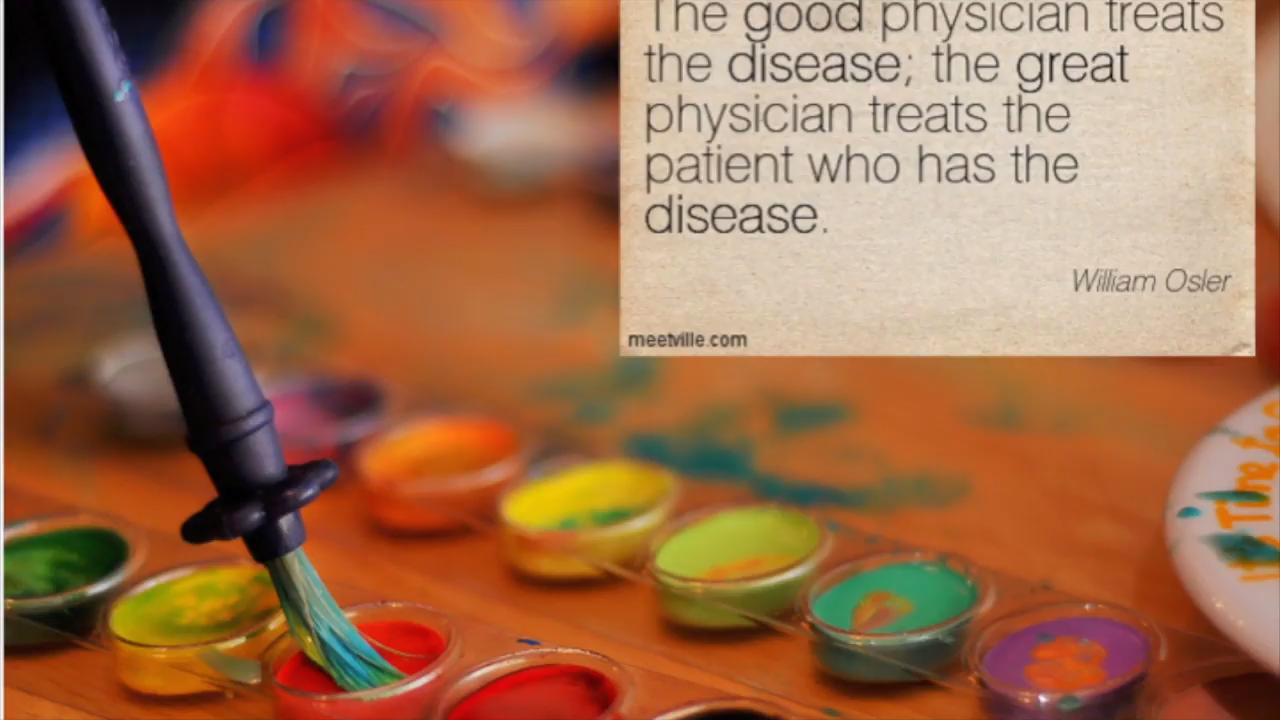 The good physician treats
the disease; the great
physician treats the
patient who has the
disease.
William Osler
meetville.com
Time